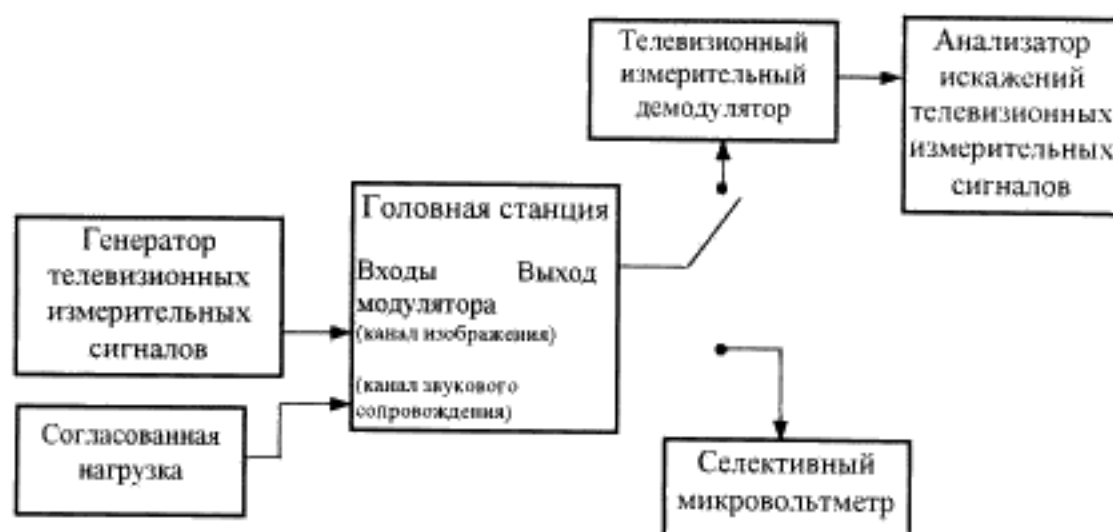 Телевизионный
измерительный
демодулятор
Анализатор
искажений
телевизионных
измерительных
сигналов
Головная станция
Входы Выход
модулятора
(канал изображения)
(канал звукового
сопровождения)
Генератор
телевизионных
измерительных
сигналов
Согласованная
нагрузка
Селективный
микровольтметр